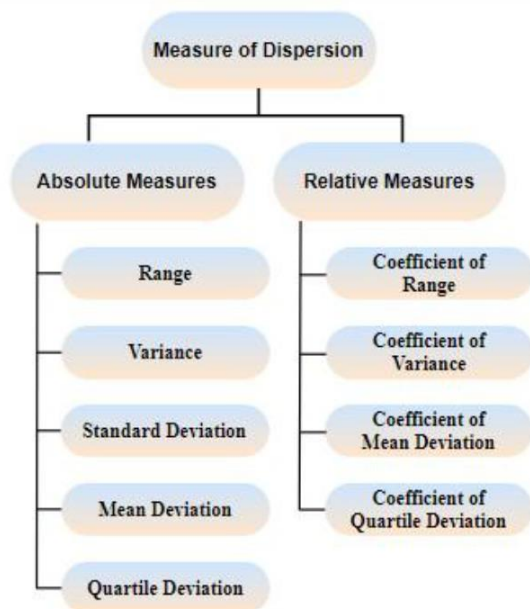 Measure of Dispersion
Absolute Measures
Relative Measures
Range
Variance
Standard Deviation
Mean Deviation
Quartile Deviation
Coefficient of
Range
Coefficient of
Variance
Coefficient of
Mean Deviation
Coefficient of
Quartile Deviation